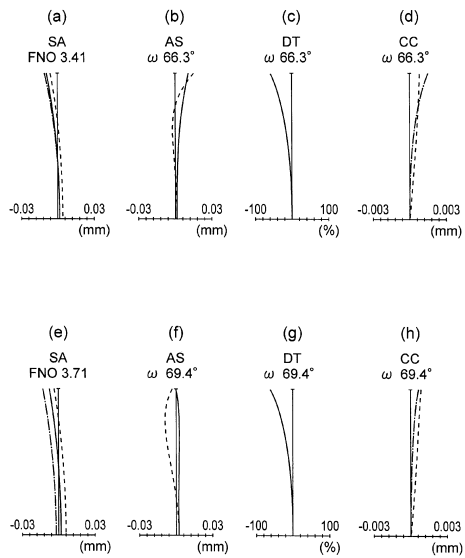 (a) (b) (c) (d)
SA AS DT CC
FNO 3.41 ω 66.3° ω 66.3° ω 66.3°
-0.03 0.03 -0.03 0.03 -100 100 -0.003 0.003
(mm) (mm) (%) (mm)
(e) (f) (g) (h)
SA AS DT CC
FNO 3.71 ω 69.4° ω 69.4° ω 69.4°
-0.03 0.03 -0.03 0.03 -100 100 -0.003 0.003
(mm) (mm) (%) (mm)